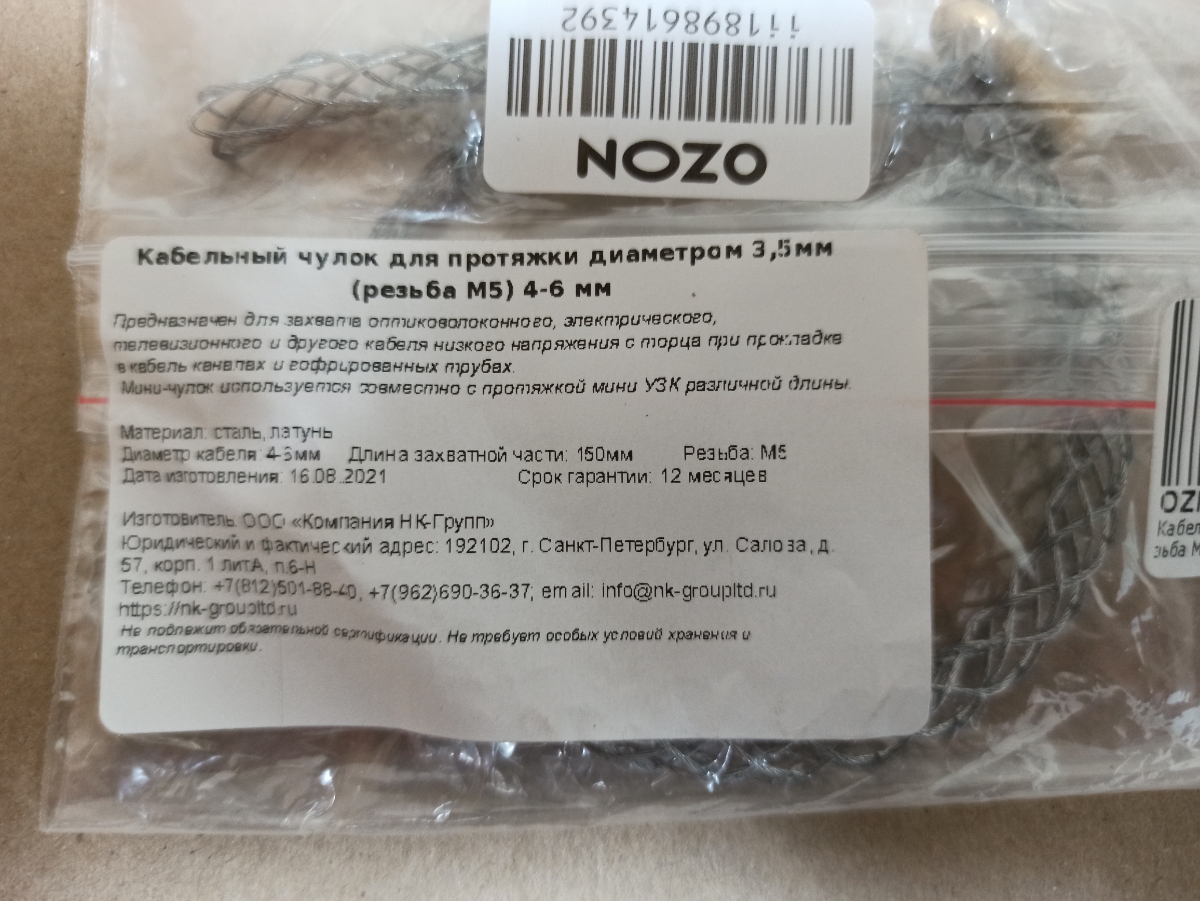 ii1898614392
OZON
Кабельный чулок для протяжки диаметром 3,5мм
(резьба М5) 4-6 мм
Предназначен для захвата оптиковолоконного, электрического,
телевизионного и другого кабеля низкого напряжения с торца при прокладке
в кабель каналах и гофрированных трубах.
Мини-чулок используется совместно с протяжкой мини УЗК различной длины.
Материал: сталь, латунь
Диаметр кабеля: 4-6мм Длина захватной части: 150мм Резьба: М5
Дата изготовления: 16.08.2021 Срок гарантии: 12 месяцев
Изготовитель: ООО «Компания НК-Групп»
Юридический и фактический адрес: 192102, г. Санкт-Петербург, ул. Салова, д.
57, корп. 1 литА, п.6-Н
Телефон: +7(812)501-88-40, +7(962)690-36-37; email: info@nk-groupltd.ru
https://nk-groupltd.ru
Не подлежит обязательной сертификации. Не требует особых условий хранения и
транспортировки.
OZ
Кабел
зьба М